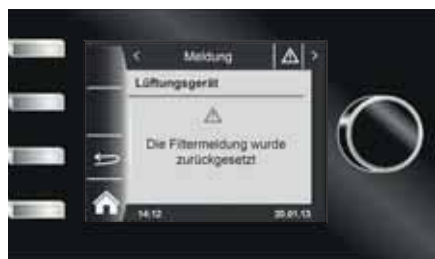 Meldung
Lüftungsgerät
Die Filtermeldung wurde
zurückgesetzt
14:12
20.01.13